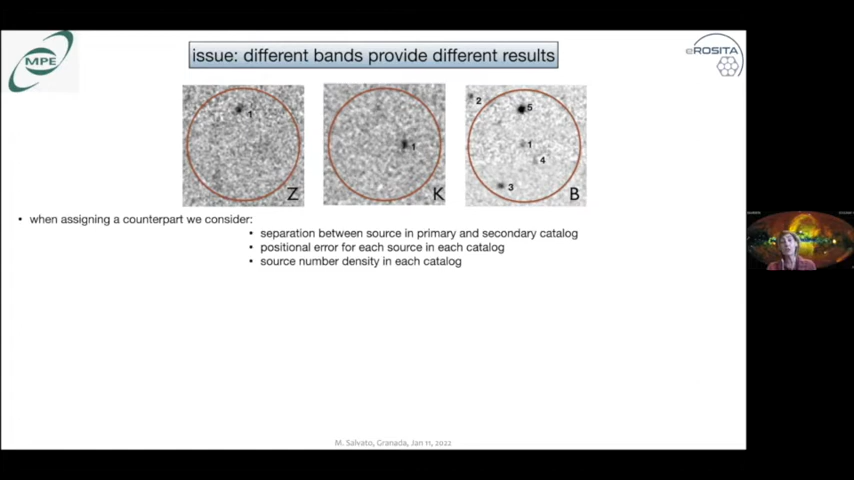 MPE
issue: different bands provide different results
eROSITA
1
Z
1
K
2
5
1
4
3
B
• when assigning a counterpart we consider:
• separation between source in primary and secondary catalog
• positional error for each source in each catalog
• source number density in each catalog
M. Salvato, Granada, Jan 11, 2022